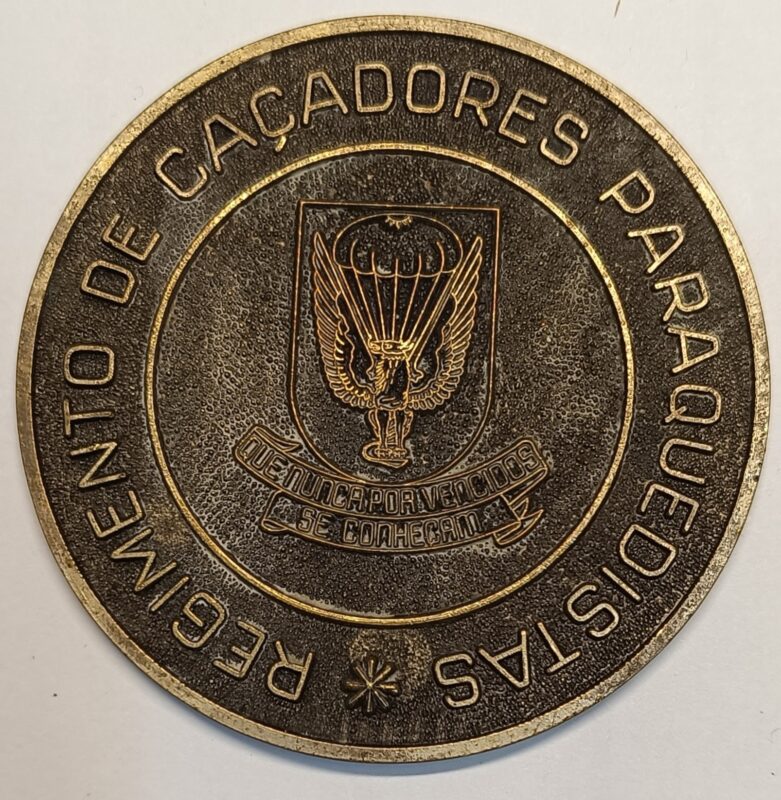 REGIMENTO DE CAÇADORES PARAQUEDISTAS
QUE NUNCA POR VENCIDOS
SE CONHEÇAM